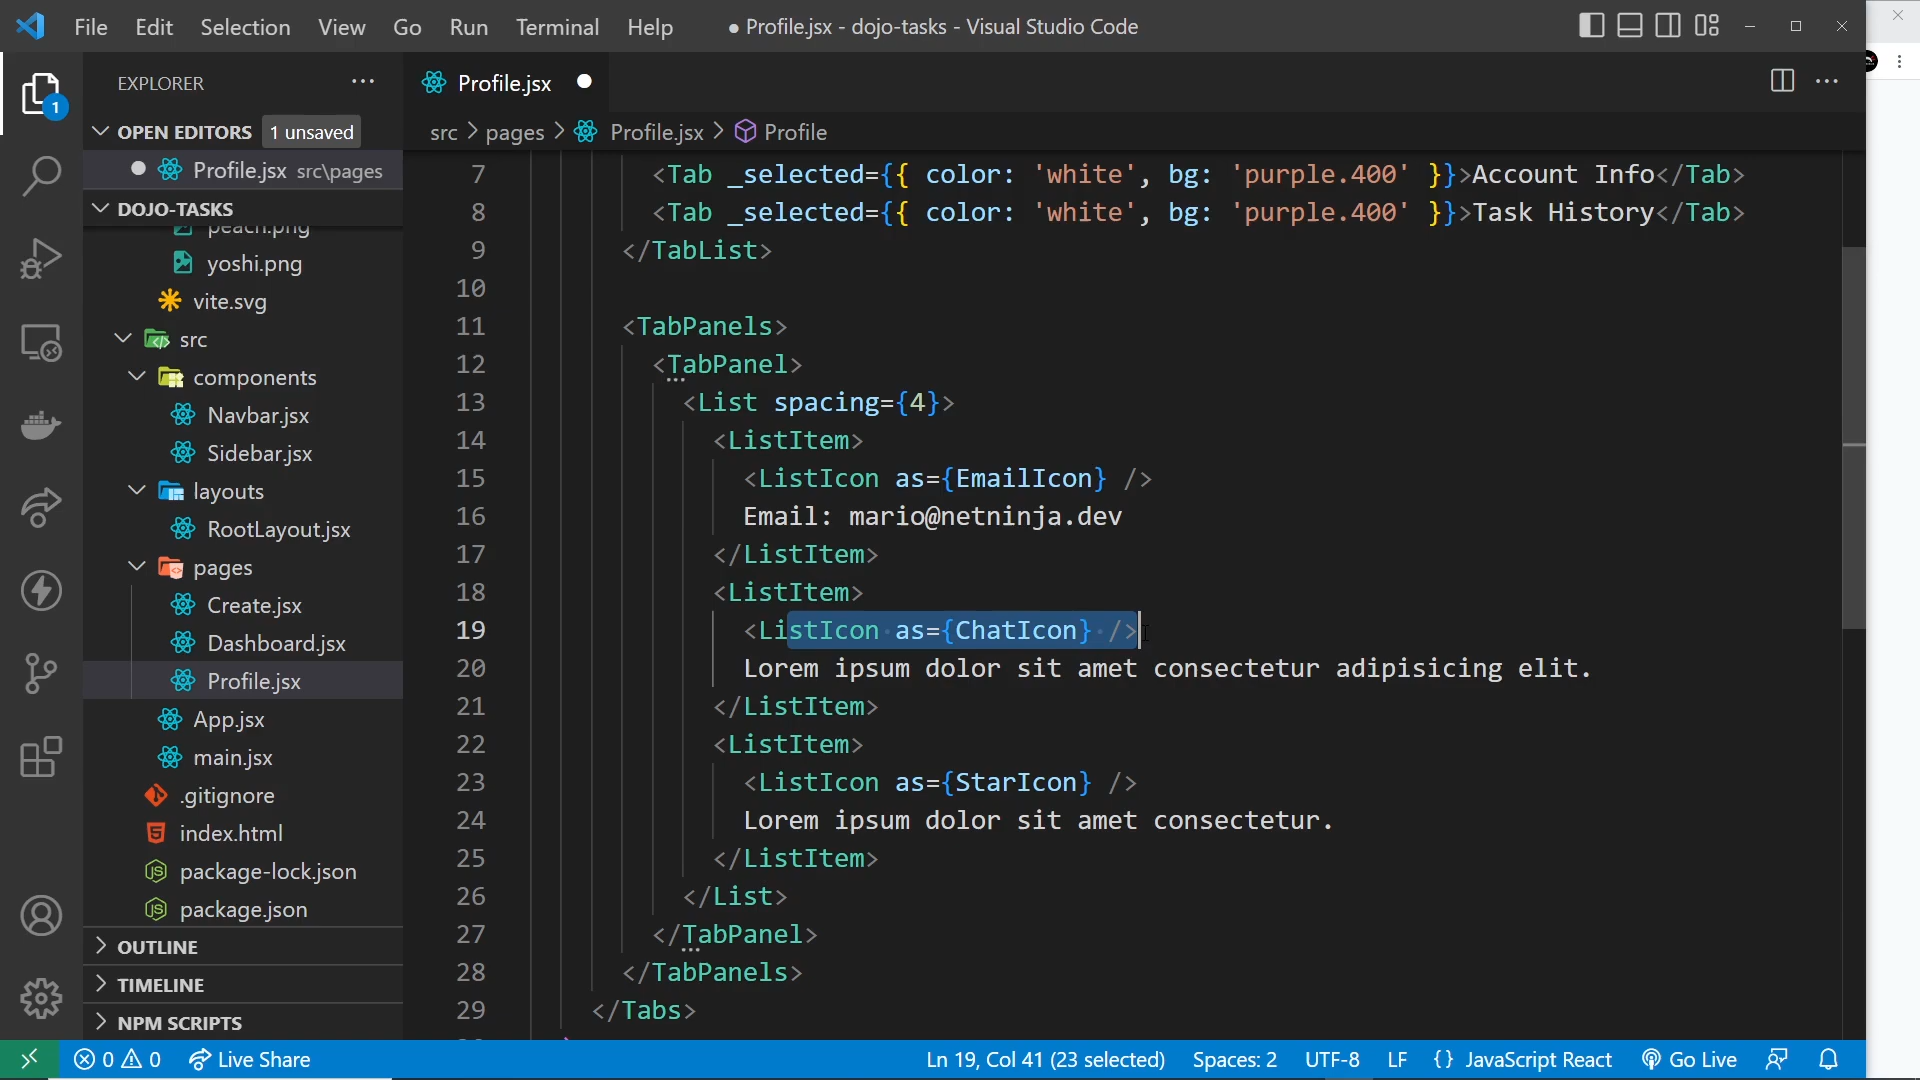 File Edit Selection View Go Run Terminal Help ● Profile.jsx - dojo-tasks - Visual Studio Code
EXPLORER
1
OPEN EDITORS 1 unsaved
Profile.jsx src\pages
DOJO-TASKS
peach.png
yoshi.png
vite.svg
src
components
Navbar.jsx
Sidebar.jsx
layouts
RootLayout.jsx
pages
Create.jsx
Dashboard.jsx
Profile.jsx
App.jsx
main.jsx
.gitignore
index.html
package-lock.json
package.json
OUTLINE
TIMELINE
NPM SCRIPTS
Profile.jsx
src > pages > Profile.jsx > Profile
7 <Tab _selected={{ color: 'white', bg: 'purple.400' }}>Account Info</Tab>
8 <Tab _selected={{ color: 'white', bg: 'purple.400' }}>Task History</Tab>
9 </TabList>
10
11 <TabPanels>
12 <TabPanel>
13 <List spacing={4}>
14 <ListItem>
15 <ListIcon as={EmailIcon} />
16 Email: mario@netninja.dev
17 </ListItem>
18 <ListItem>
19 <ListIcon as={ChatIcon} />
20 Lorem ipsum dolor sit amet consectetur adipisicing elit.
21 </ListItem>
22 <ListItem>
23 <ListIcon as={StarIcon} />
24 Lorem ipsum dolor sit amet consectetur.
25 </ListItem>
26 </List>
27 </TabPanel>
28 </TabPanels>
29 </Tabs>
0 0 Live Share Ln 19, Col 41 (23 selected) Spaces: 2 UTF-8 LF {} JavaScript React Go Live